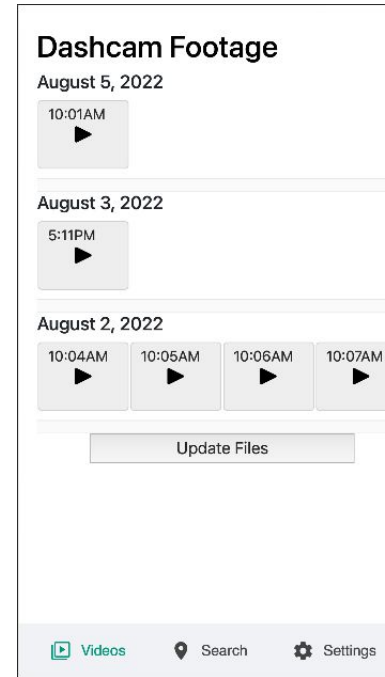 Dashcam Footage
August 5, 2022
10:01AM
August 3, 2022
5:11PM
August 2, 2022
10:04AM 10:05AM 10:06AM 10:07AM
Update Files
Videos Search Settings